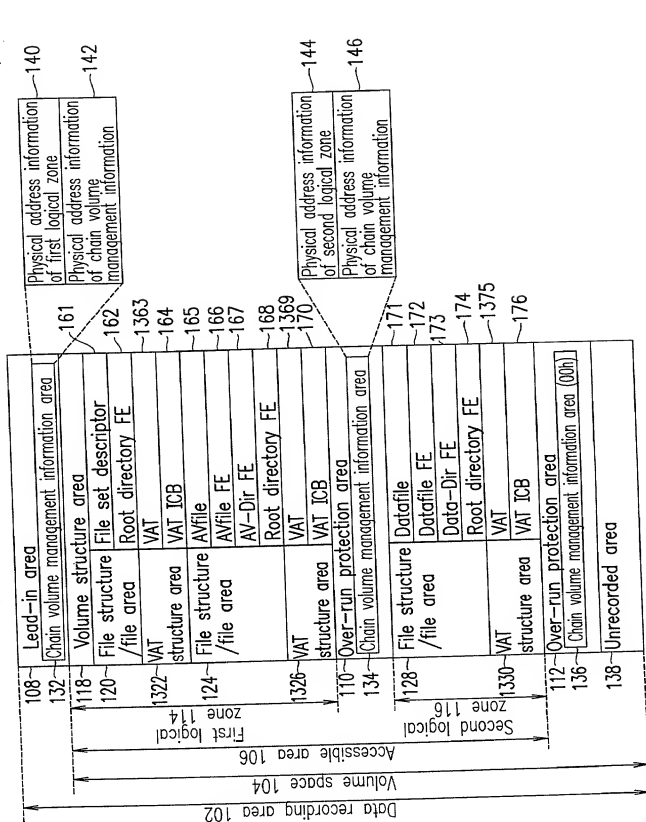 Data recording area 102
Volume space 104
Accessible area 106
First logical
zone 114
Second logical
zone 116
108
Lead-in area
132
Chain volume management information area
140
Physical address information
of first logical zone
142
Physical address information
of chain volume
management information
118
Volume structure area
120
File structure
/file area
File set descriptor
161
Root directory FE
162
1322
VAT
structure area
VAT
1363
VAT ICB
164
124
File structure
/file area
AVfile
165
AVfile FE
166
AV-Dir FE
167
Root directory FE
168
1326
VAT
structure area
VAT
1369
VAT ICB
170
110
Over-run protection area
134
Chain volume management information area
144
Physical address information
of second logical zone
146
Physical address information
of chain volume
management information
128
File structure
/file area
Datafile
171
Datafile FE
172
Data-Dir FE
173
Root directory FE
174
1330
VAT
structure area
VAT
1375
VAT ICB
176
112
Over-run protection area
136
Chain volume management information area (00h)
138
Unrecorded area